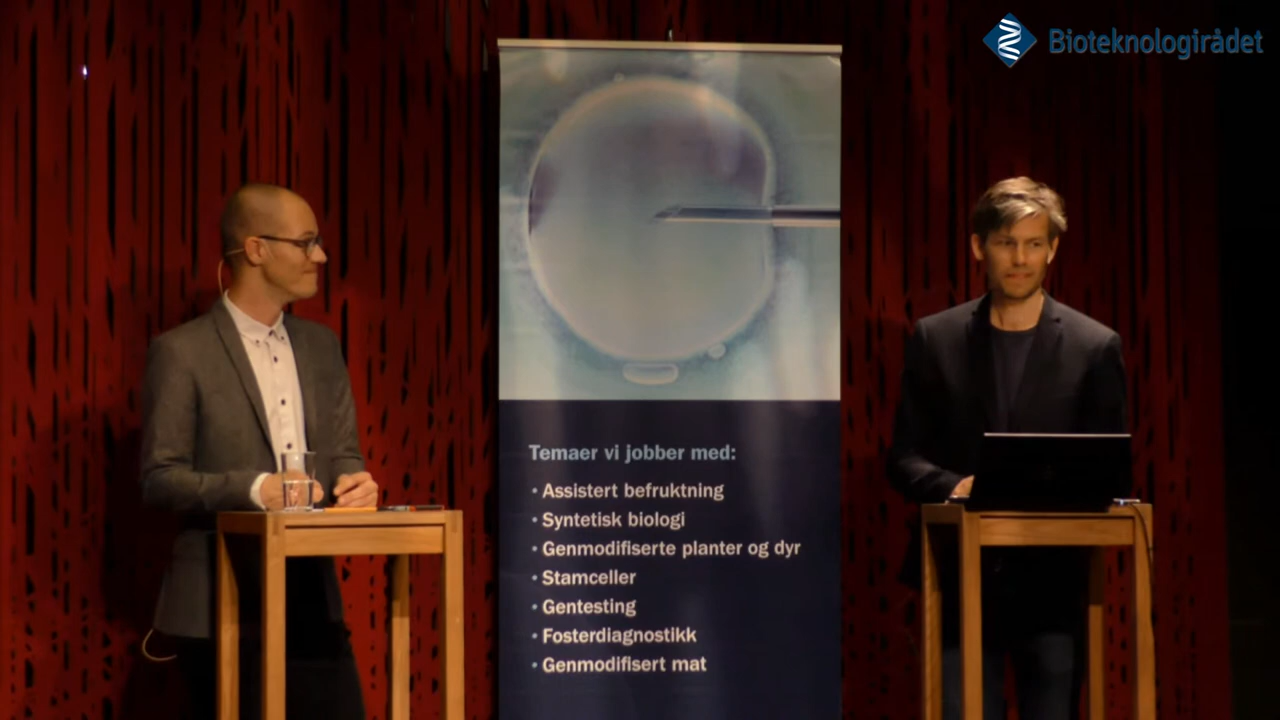 Bioteknologirådet
Temaer vi jobber med:
• Assistert befruktning
• Syntetisk biologi
• Genmodifiserte planter og dyr
• Stamceller
• Gentesting
• Fosterdiagnostikk
• Genmodifisert mat